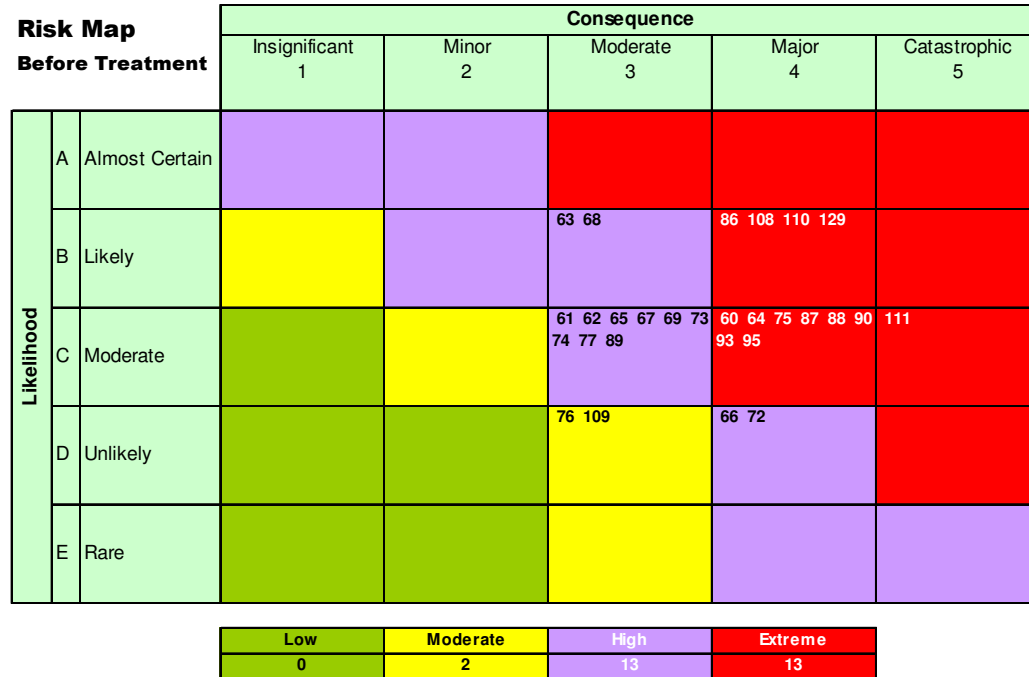 Risk Map
Before Treatment
Consequence
Insignificant Minor Moderate Major Catastrophic
1 2 3 4 5
Likelihood
A Almost Certain
B Likely
63 68 86 108 110 129
C Moderate
61 62 65 67 69 73 60 64 75 87 88 90 111
74 77 89 93 95
D Unlikely
76 109 66 72
E Rare
Low Moderate High Extreme
0 2 13 13